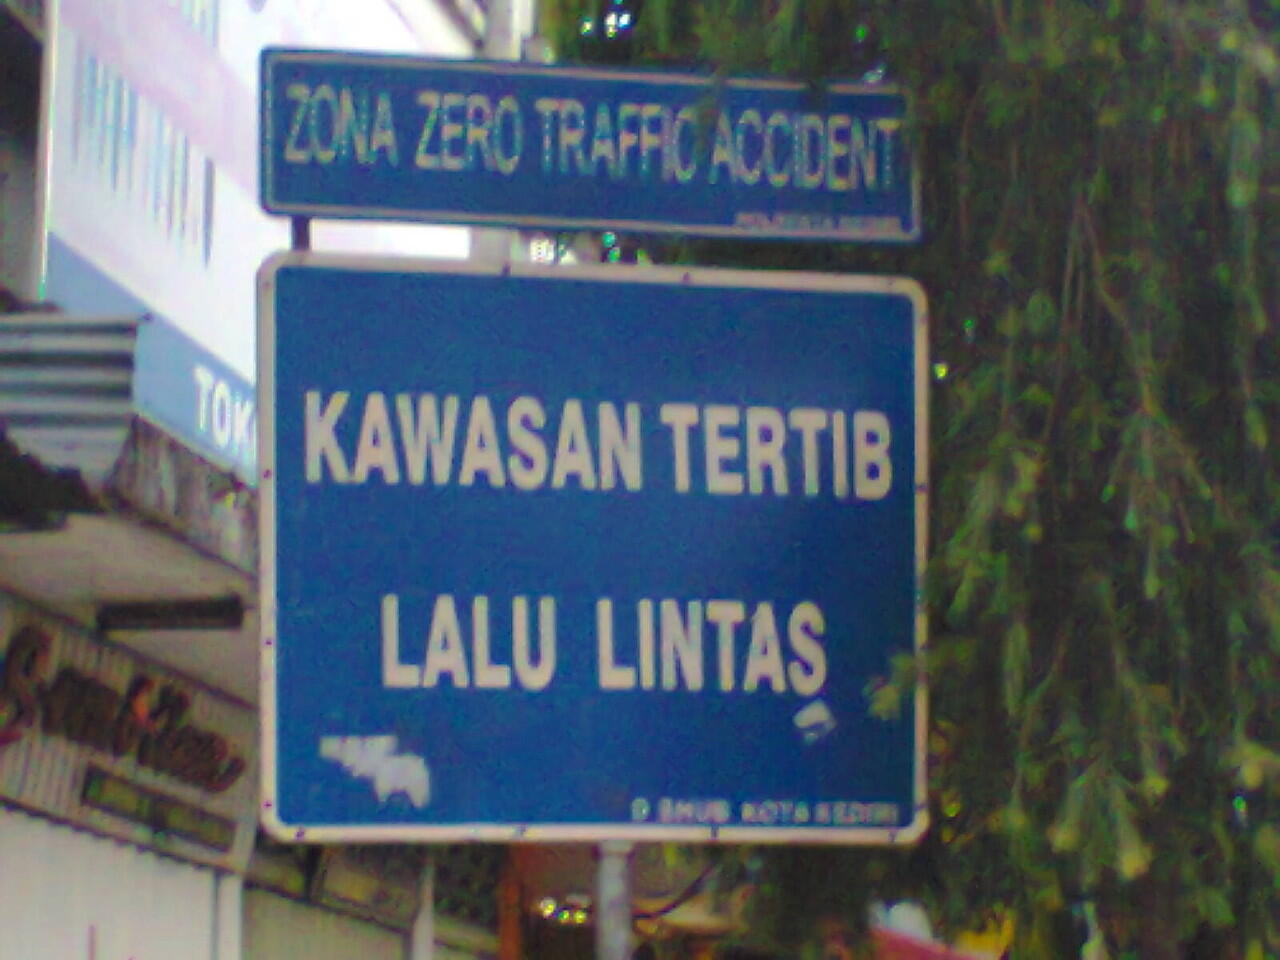 ZONA ZERO TRAFFIC ACCIDENT
KAWASAN TERTIB
LALU LINTAS
KOTA KEDIRI